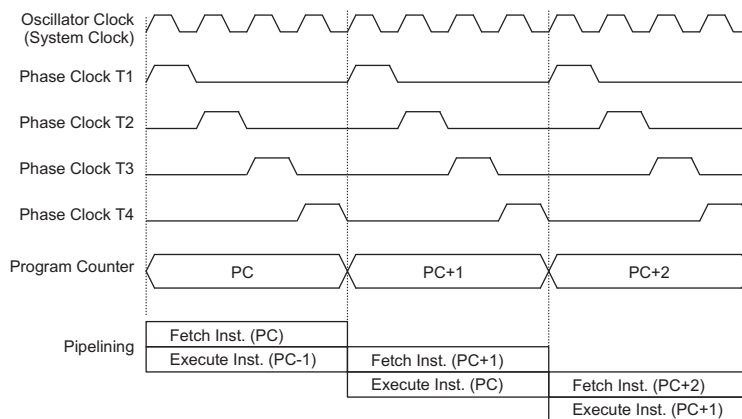 Oscillator Clock
(System Clock)
Phase Clock T1
Phase Clock T2
Phase Clock T3
Phase Clock T4
Program Counter
PC PC+1 PC+2
Pipelining
Fetch Inst. (PC)
Execute Inst. (PC-1) Fetch Inst. (PC+1)
Execute Inst. (PC) Fetch Inst. (PC+2)
Execute Inst. (PC+1)